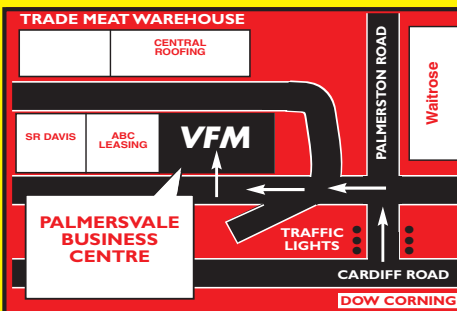 TRADE MEAT WAREHOUSE
CENTRAL
ROOFING
PALMERSTON ROAD
Waitrose
SR DAVIS
ABC
LEASING
VFM
PALMERSVALE
BUSINESS
CENTRE
TRAFFIC
LIGHTS
CARDIFF ROAD
DOW CORNING